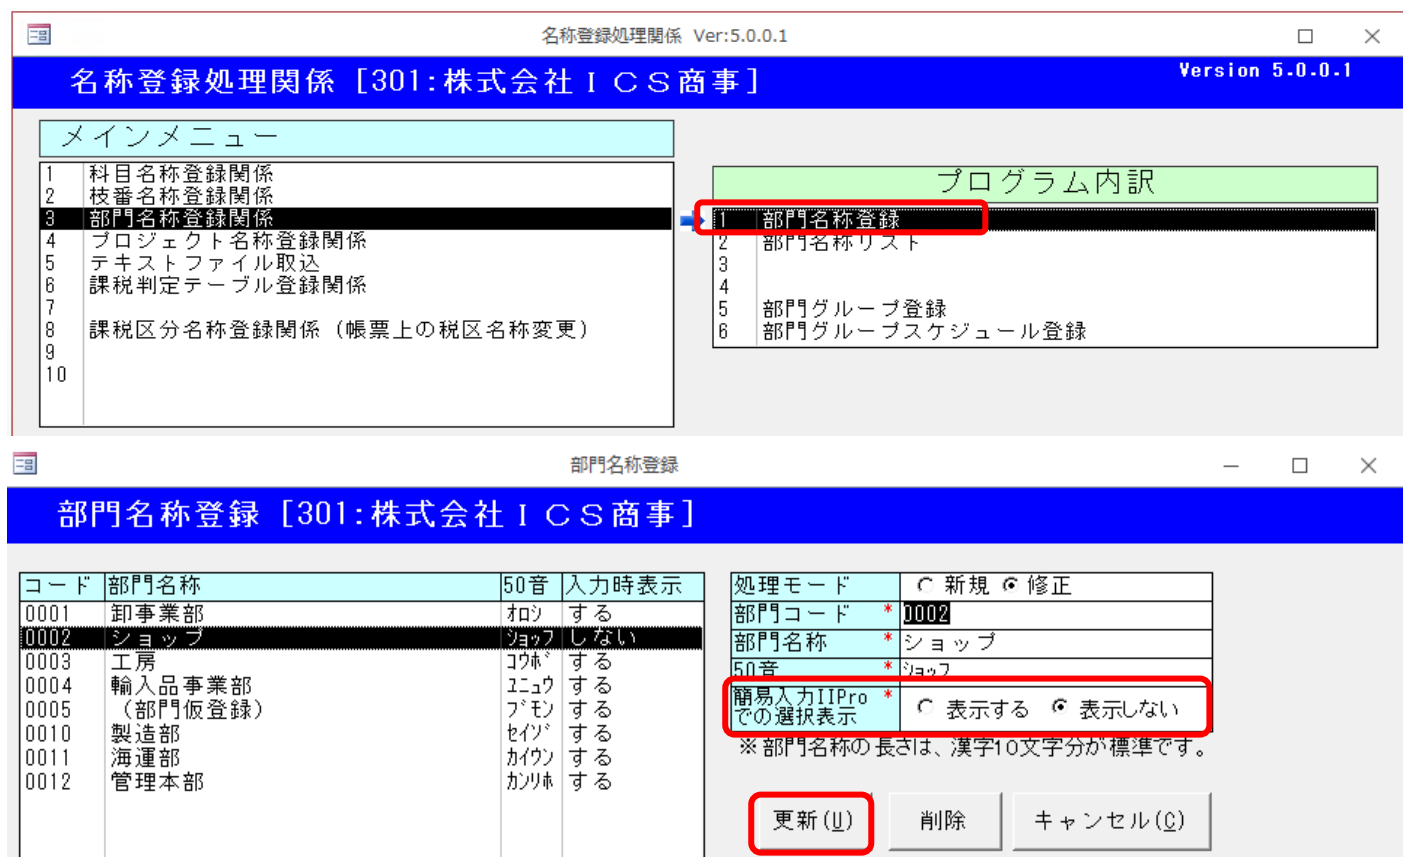 名称登録処理関係 Ver:5.0.0.1
名称登録処理関係 [301:株式会社ＩＣＳ商事]
Version 5.0.0.1
メインメニュー
1 科目名称登録関係
2 枝番名称登録関係
3 部門名称登録関係
4 プロジェクト名称登録関係
5 テキストファイル取込
6 課税判定テーブル登録関係
7
8 課税区分名称登録関係（帳票上の税区名称変更）
9
10
プログラム内訳
1 部門名称登録
2 部門名称リスト
3
4
5 部門グループ登録
6 部門グループスケジュール登録
部門名称登録
部門名称登録 [301:株式会社ＩＣＳ商事]
コード 部門名称 50音 入力時表示
0001 卸事業部 ｵﾛｼ する
0002 ショップ ｼｮｯﾌ しない
0003 工房 ｺｳﾎﾞ する
0004 輸入品事業部 ﾕﾆｭｳ する
0005 （部門仮登録） ﾌﾞﾓﾝ する
0010 製造部 ｾｲｿﾞ する
0011 海運部 ｶｲｳﾝ する
0012 管理本部 ｶﾝﾘﾎ する
処理モード 新規 修正
部門コード * 0002
部門名称 * ショップ
50音 * ｼｮｯﾌ
簡易入力IIPro *
での選択表示 表示する 表示しない
※部門名称の長さは、漢字10文字分が標準です。
更新(U) 削除 キャンセル(C)